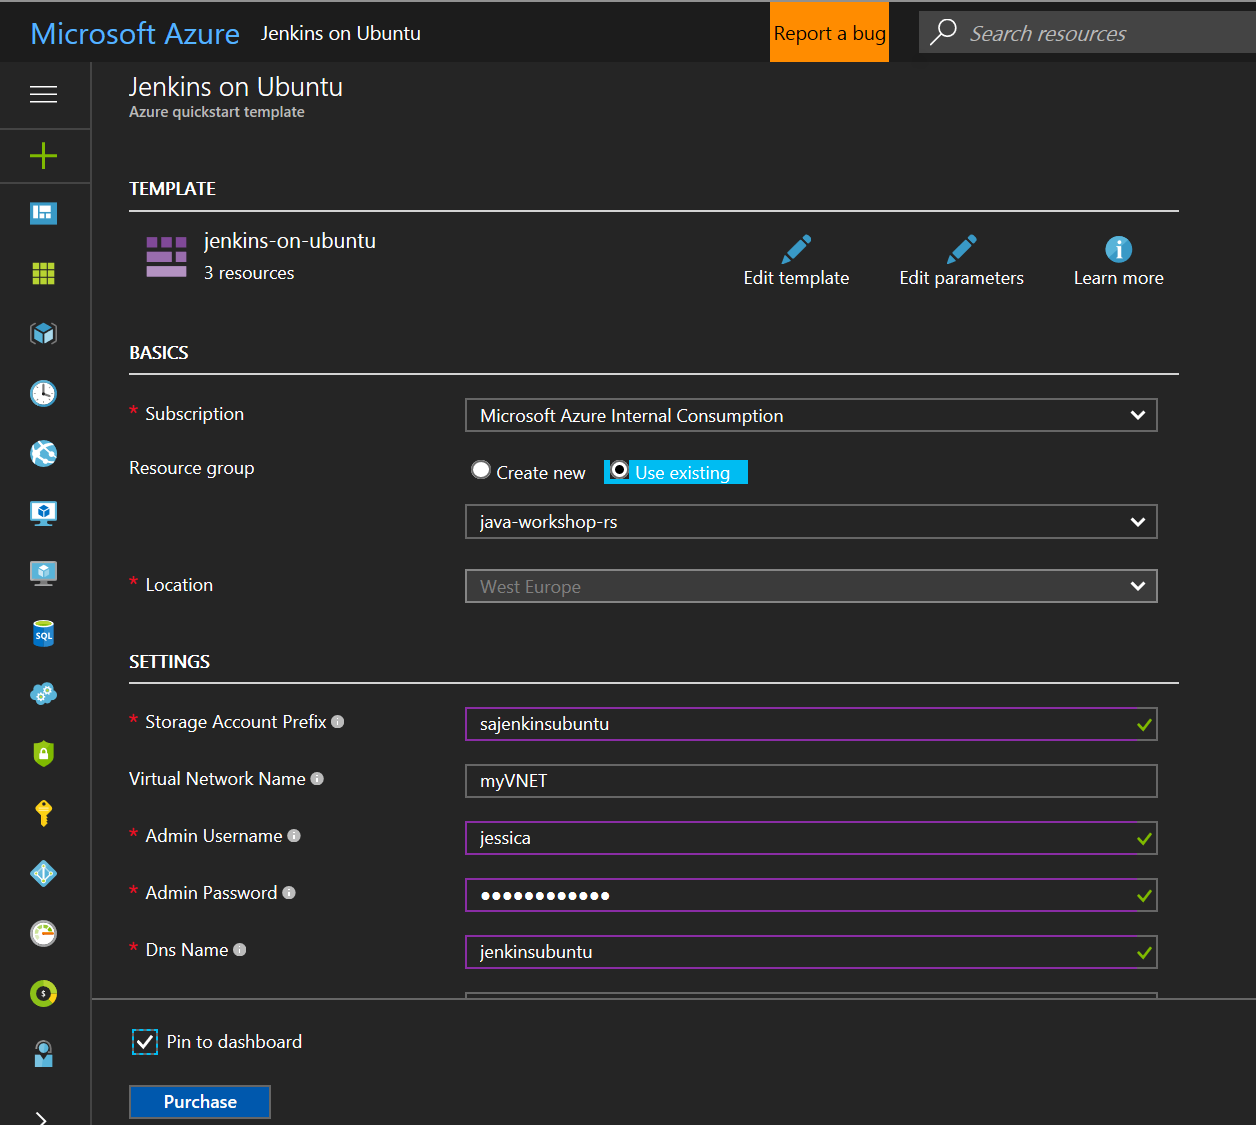 Microsoft Azure Jenkins on Ubuntu Report a bug Search resources
Jenkins on Ubuntu
Azure quickstart template
TEMPLATE
jenkins-on-ubuntu
3 resources
Edit template Edit parameters Learn more
BASICS
* Subscription Microsoft Azure Internal Consumption
Resource group Create new Use existing
java-workshop-rs
* Location West Europe
SETTINGS
* Storage Account Prefix sajenkinsubuntu
Virtual Network Name myVNET
* Admin Username jessica
* Admin Password ●●●●●●●●●●●●
* Dns Name jenkinsubuntu
Pin to dashboard
Purchase
SQL